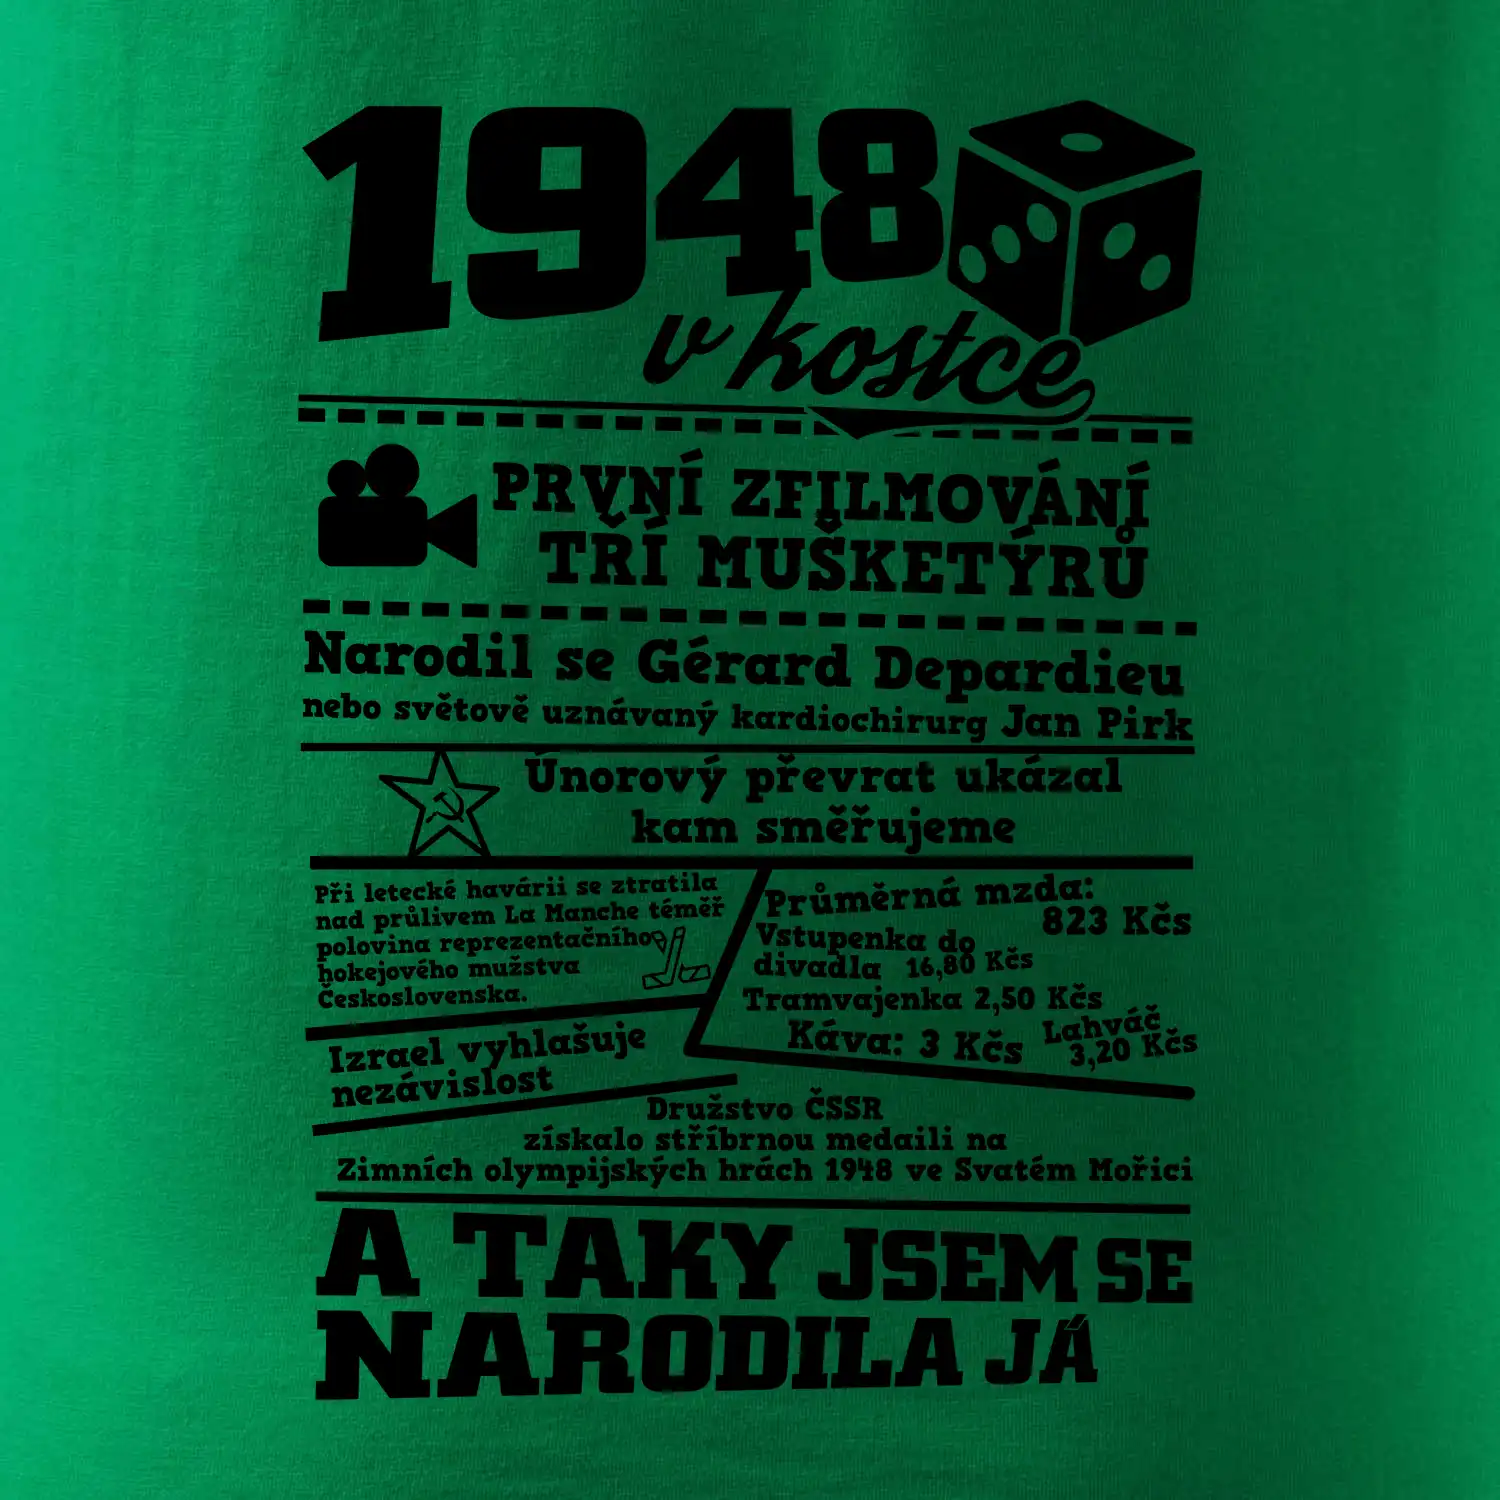 1948
v kostce
PRVNÍ ZFILMOVÁNÍ
TŘÍ MUŠKETÝRŮ
Narodil se Gérard Depardieu
nebo světově uznávaný kardiochirurg Jan Pirk
Únorový převrat ukázal
kam směřujeme
Při letecké havárii se ztratila
nad průlivem La Manche téměř
polovina reprezentačního
hokejového mužstva
Československa.
Průměrná mzda:
823 Kčs
Vstupenka do
divadla 16,80 Kčs
Tramvajenka 2,50 Kčs
Káva: 3 Kčs
Lahváč
3,20 Kčs
Izrael vyhlašuje
nezávislost
Družstvo ČSSR
získalo stříbrnou medaili na
Zimních olympijských hrách 1948 ve Svatém Mořici
A TAKY JSEM SE
NARODILA JÁ